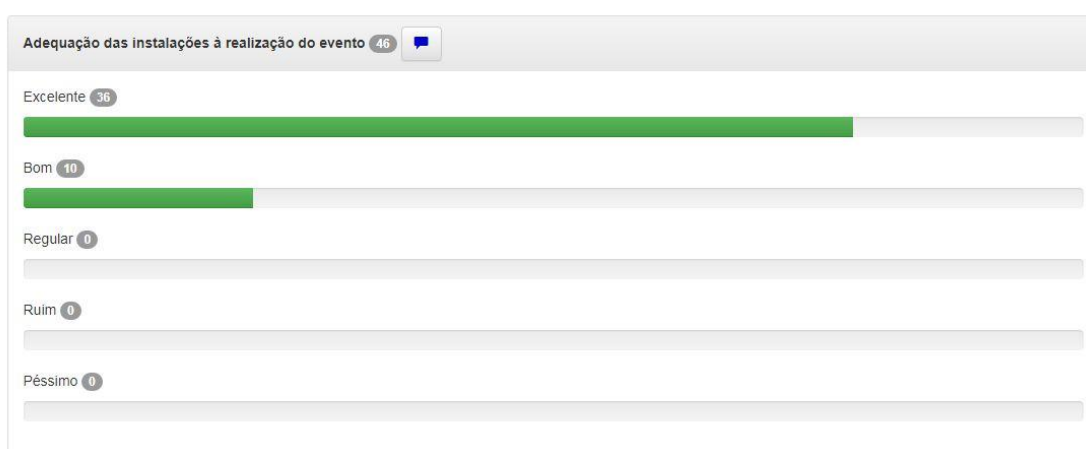 Adequação das instalações à realização do evento 46
Excelente 36
Bom 10
Regular 0
Ruim 0
Péssimo 0